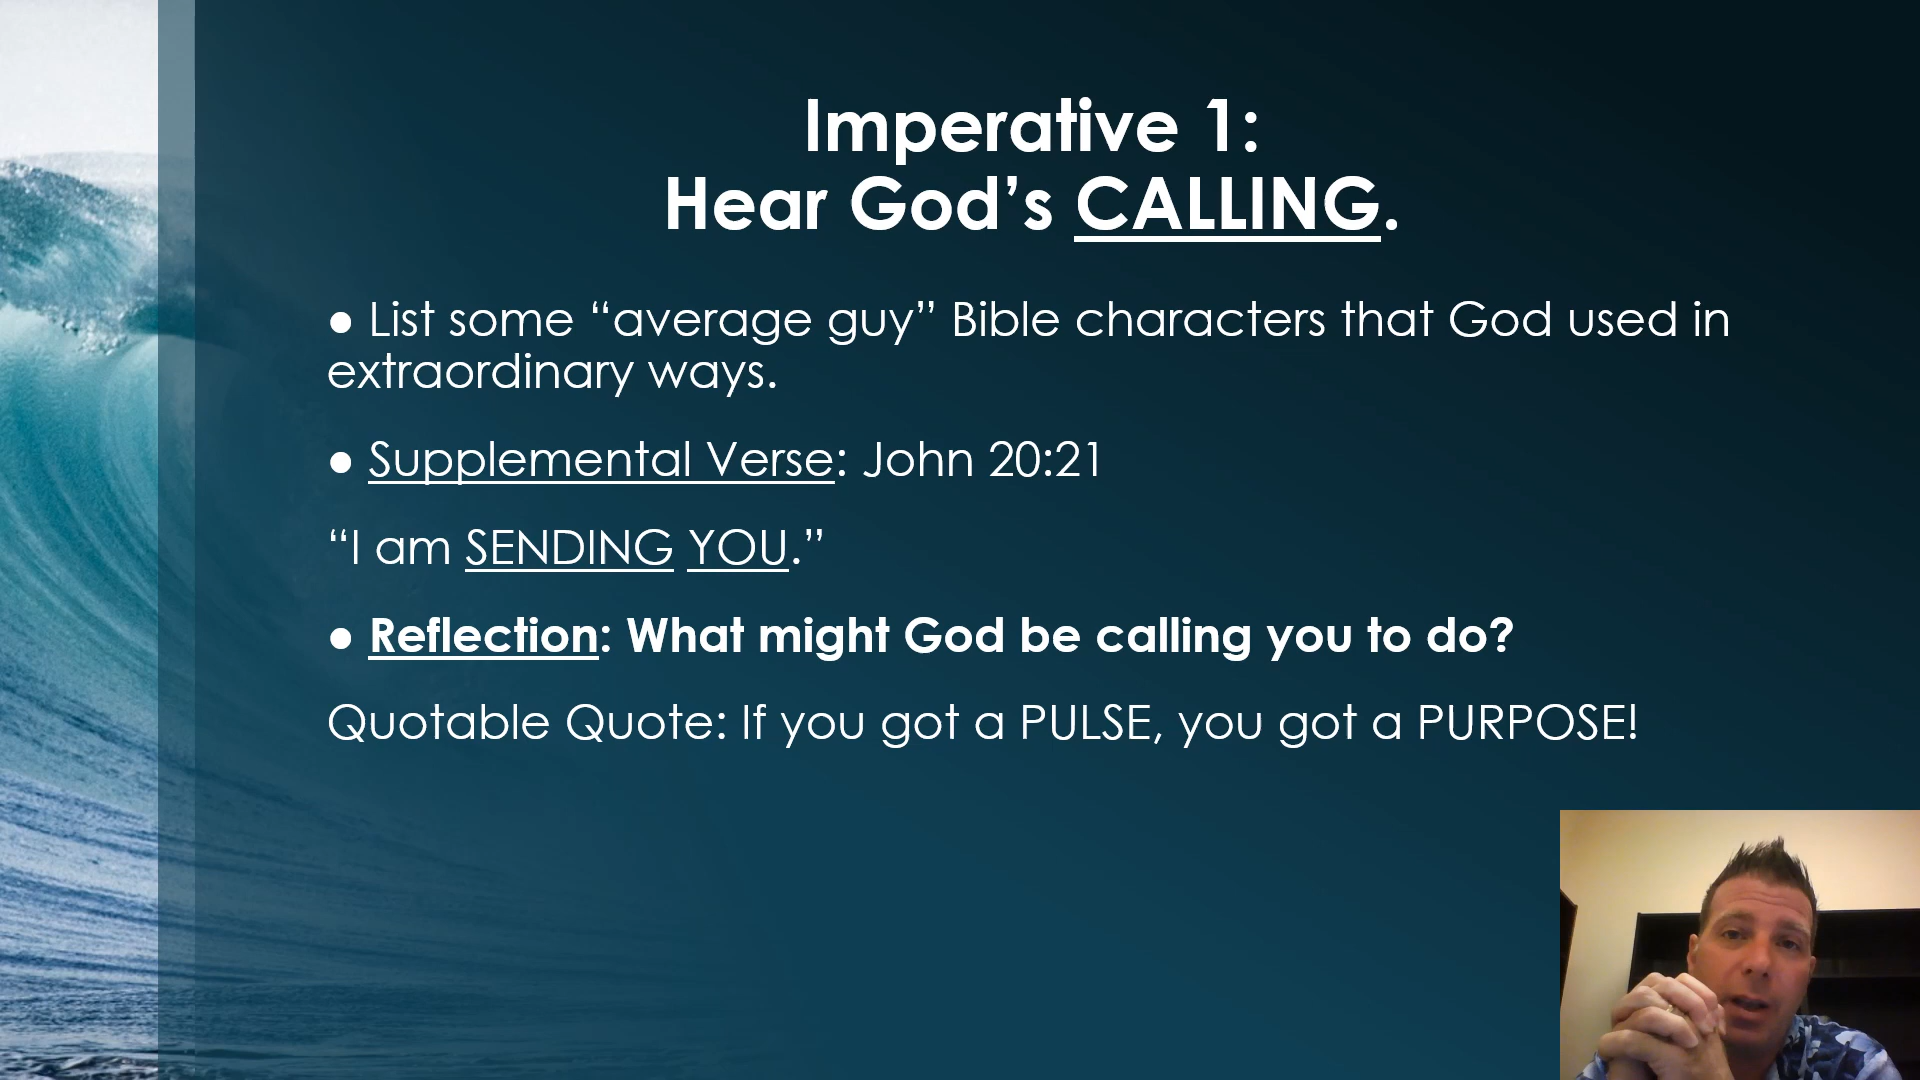 Imperative 1:
Hear God’s CALLING.
● List some “average guy” Bible characters that God used in
extraordinary ways.
● Supplemental Verse: John 20:21
“I am SENDING YOU.”
● Reflection: What might God be calling you to do?
Quotable Quote: If you got a PULSE, you got a PURPOSE!